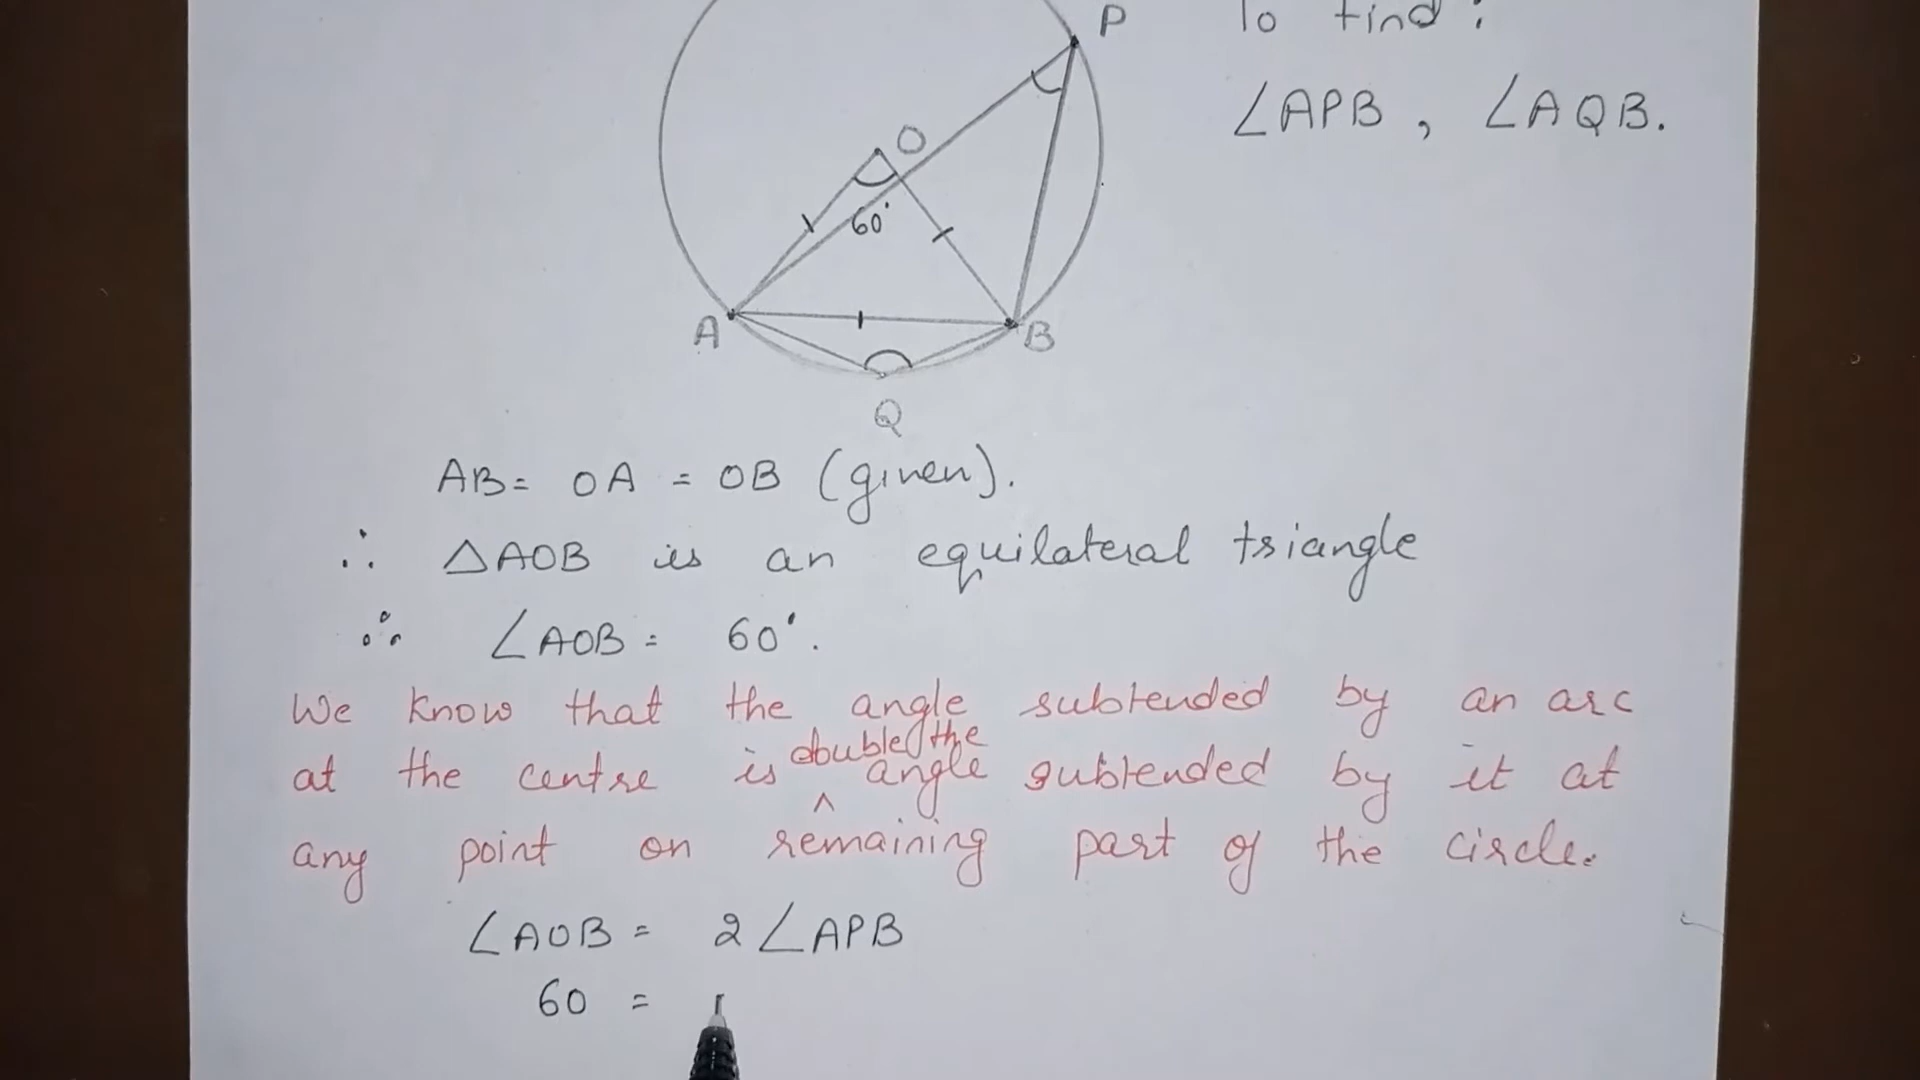 P
To find :
∠APB , ∠AQB.
O
60°
A
B
Q
AB = OA = OB (given).
∴ △AOB is an equilateral triangle
∴ ∠AOB = 60°.
We know that the angle subtended by an arc
at the centre is double the angle subtended by it at
any point on remaining part of the circle.
∠AOB = 2 ∠APB
60 =